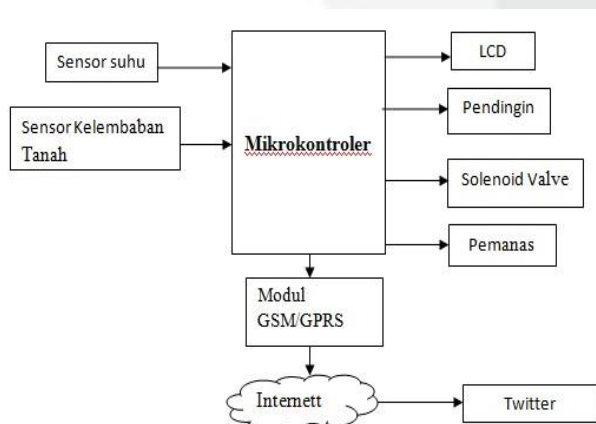 Sensor suhu
Sensor Kelembaban
Tanah
Mikrokontroler
LCD
Pendingin
Solenoid Valve
Pemanas
Modul
GSM/GPRS
Internett
Twitter